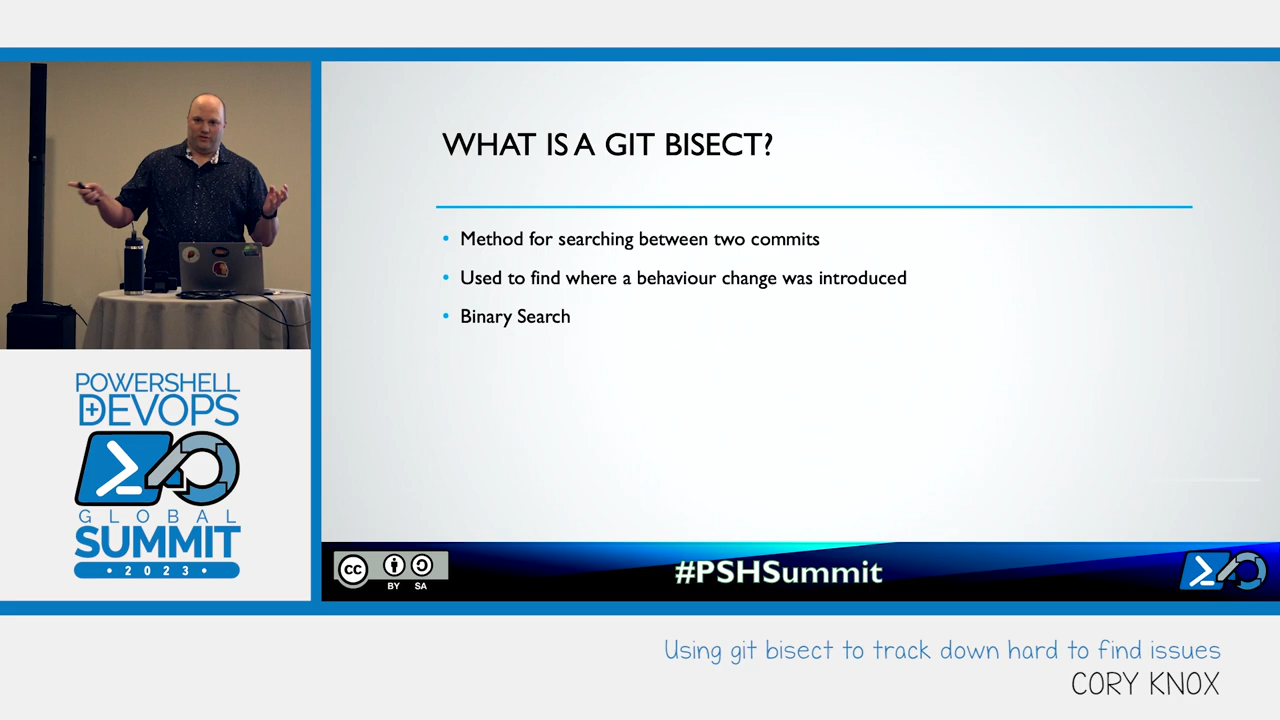 WHAT IS A GIT BISECT?
• Method for searching between two commits
• Used to find where a behaviour change was introduced
• Binary Search
POWERSHELL
+DEVOPS
GLOBAL
SUMMIT
• 2023 •
cc
BY SA
#PSHSummit
Using git bisect to track down hard to find issues
CORY KNOX